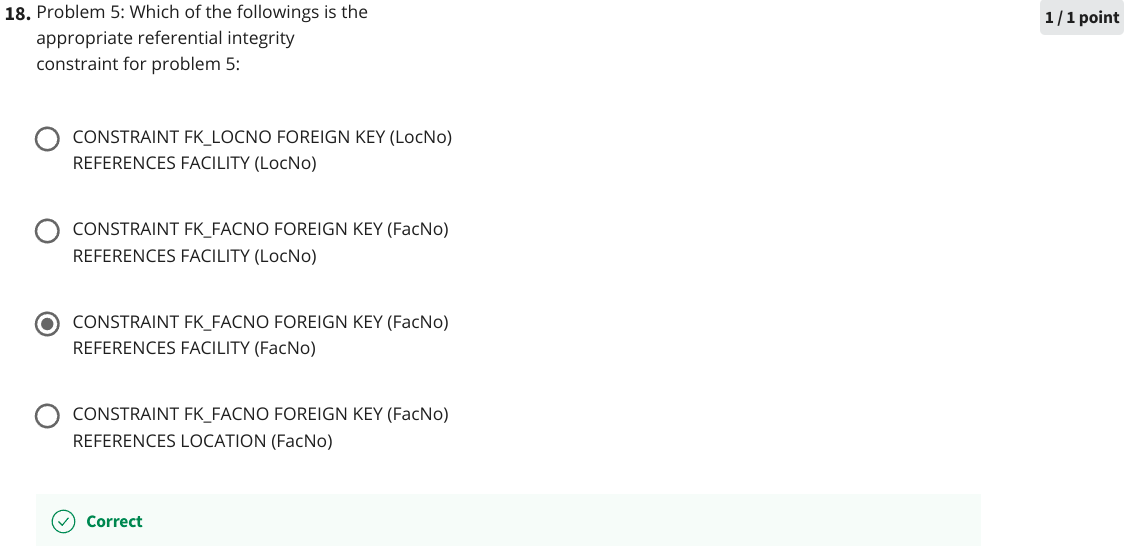 18. Problem 5: Which of the followings is the
1 / 1 point
appropriate referential integrity
constraint for problem 5:
CONSTRAINT FK_LOCNO FOREIGN KEY (LocNo)
REFERENCES FACILITY (LocNo)
CONSTRAINT FK_FACNO FOREIGN KEY (FacNo)
REFERENCES FACILITY (LocNo)
CONSTRAINT FK_FACNO FOREIGN KEY (FacNo)
REFERENCES FACILITY (FacNo)
CONSTRAINT FK_FACNO FOREIGN KEY (FacNo)
REFERENCES LOCATION (FacNo)
Correct